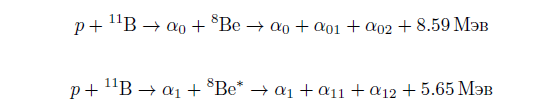 p + ¹¹B → α₀ + ⁸Be → α₀ + α₀₁ + α₀₂ + 8.59 Мэв
p + ¹¹B → α₁ + ⁸Be* → α₁ + α₁₁ + α₁₂ + 5.65 Мэв